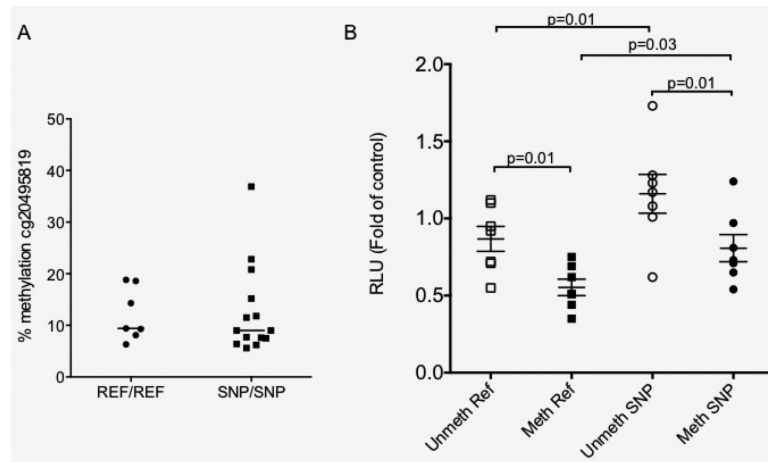 A
% methylation cg20495819
50
40
30
20
10
0
REF/REF
SNP/SNP
B
p=0.01
p=0.03
p=0.01
p=0.01
RLU (Fold of control)
2.0
1.5
1.0
0.5
0.0
Unmeth Ref
Meth Ref
Unmeth SNP
Meth SNP